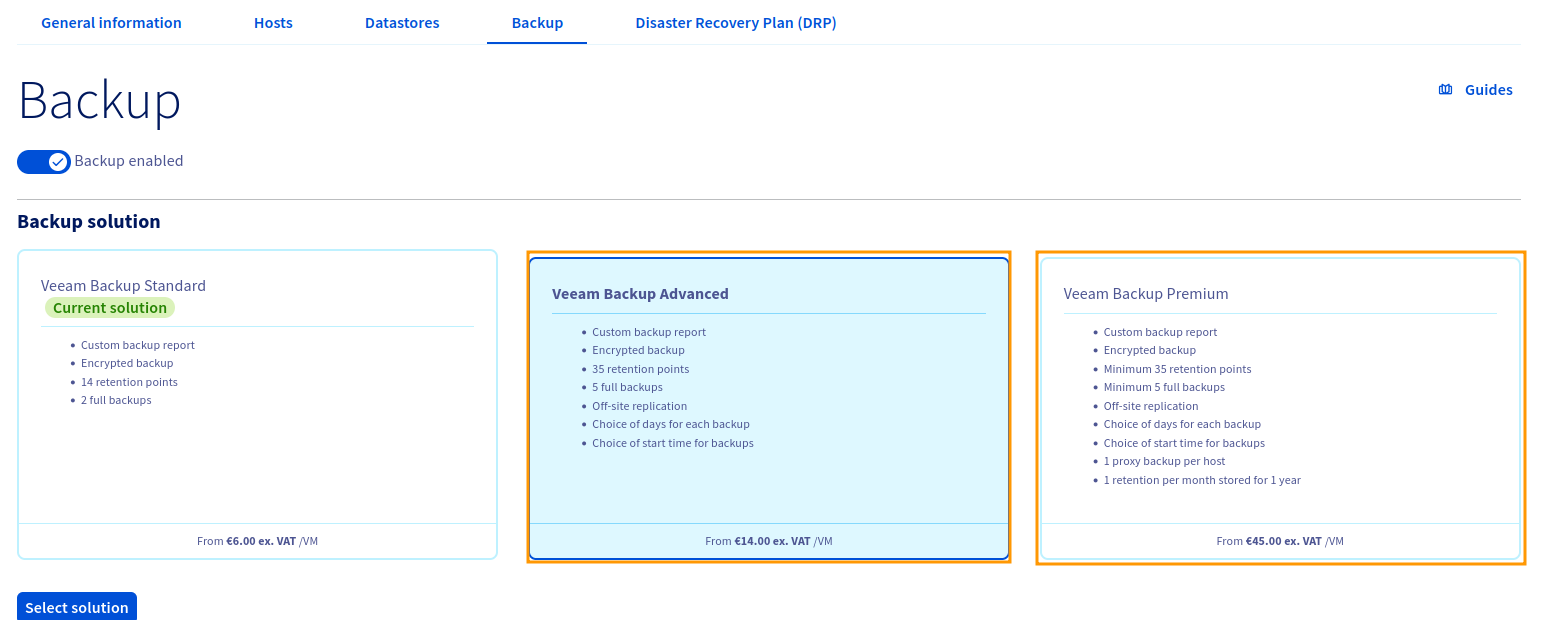 General information
Hosts
Datastores
Backup
Disaster Recovery Plan (DRP)
Backup
Guides
Backup enabled
Backup solution
Veeam Backup Standard
Current solution
Custom backup report
Encrypted backup
14 retention points
2 full backups
From €6.00 ex. VAT /VM
Veeam Backup Advanced
Custom backup report
Encrypted backup
35 retention points
5 full backups
Off-site replication
Choice of days for each backup
Choice of start time for backups
From €14.00 ex. VAT /VM
Veeam Backup Premium
Custom backup report
Encrypted backup
Minimum 35 retention points
Minimum 5 full backups
Off-site replication
Choice of days for each backup
Choice of start time for backups
1 proxy backup per host
1 retention per month stored for 1 year
From €45.00 ex. VAT /VM
Select solution